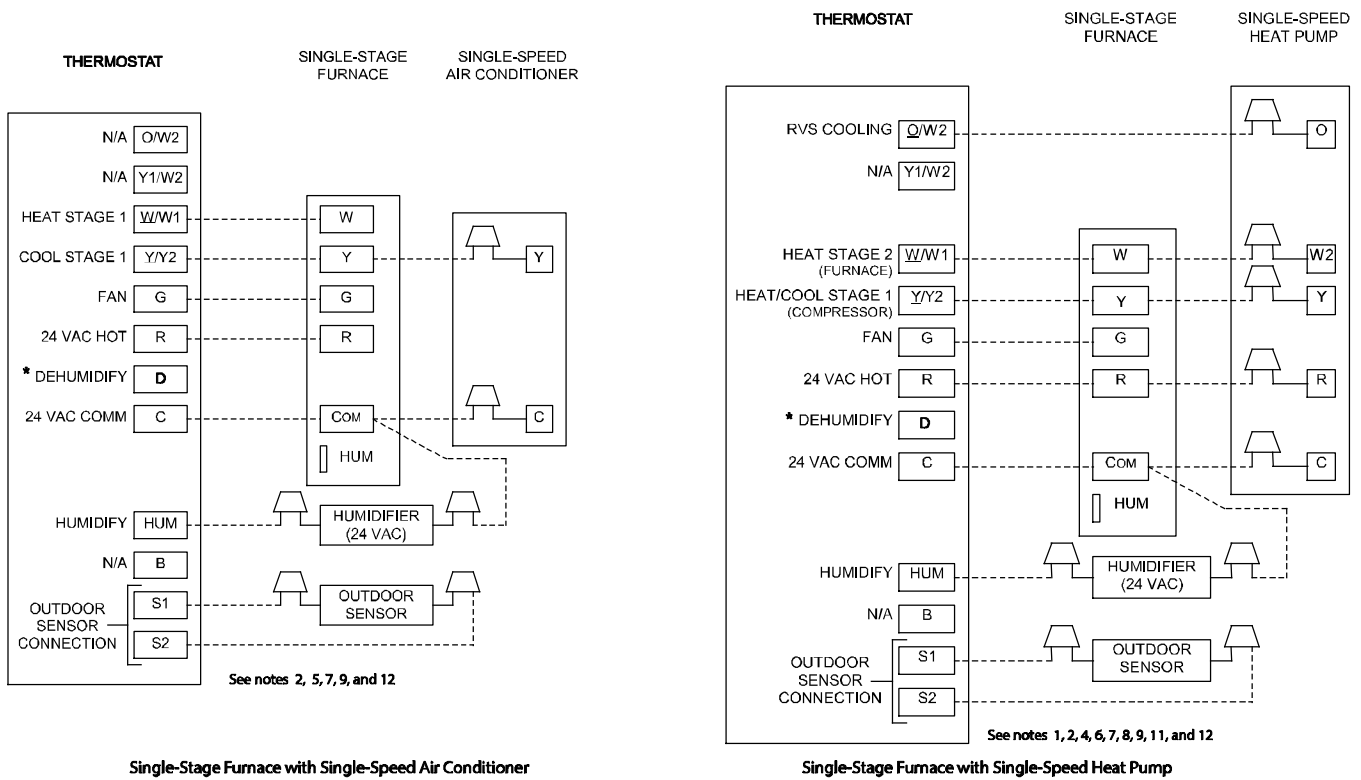 THERMOSTAT
SINGLE-STAGE
FURNACE
SINGLE-SPEED
AIR CONDITIONER
N/A O/W2
N/A Y1/W2
HEAT STAGE 1 W/W1 W
COOL STAGE 1 Y/Y2 Y Y
FAN G G
24 VAC HOT R R
* DEHUMIDIFY D
24 VAC COMM C COM C
HUM
HUMIDIFY HUM HUMIDIFIER
(24 VAC)
N/A B
OUTDOOR
SENSOR
CONNECTION
S1
S2
OUTDOOR
SENSOR
See notes 2, 5, 7, 9, and 12
Single-Stage Furnace with Single-Speed Air Conditioner
THERMOSTAT
SINGLE-STAGE
FURNACE
SINGLE-SPEED
HEAT PUMP
RVS COOLING O/W2 O
N/A Y1/W2
HEAT STAGE 2 W/W1 W W2
(FURNACE)
HEAT/COOL STAGE 1 Y/Y2 Y Y
(COMPRESSOR)
FAN G G
24 VAC HOT R R R
* DEHUMIDIFY D
24 VAC COMM C COM C
HUM
HUMIDIFY HUM HUMIDIFIER
(24 VAC)
N/A B
OUTDOOR
SENSOR
CONNECTION
S1
S2
OUTDOOR
SENSOR
See notes 1, 2, 4, 6, 7, 8, 9, 11, and 12
Single-Stage Furnace with Single-Speed Heat Pump